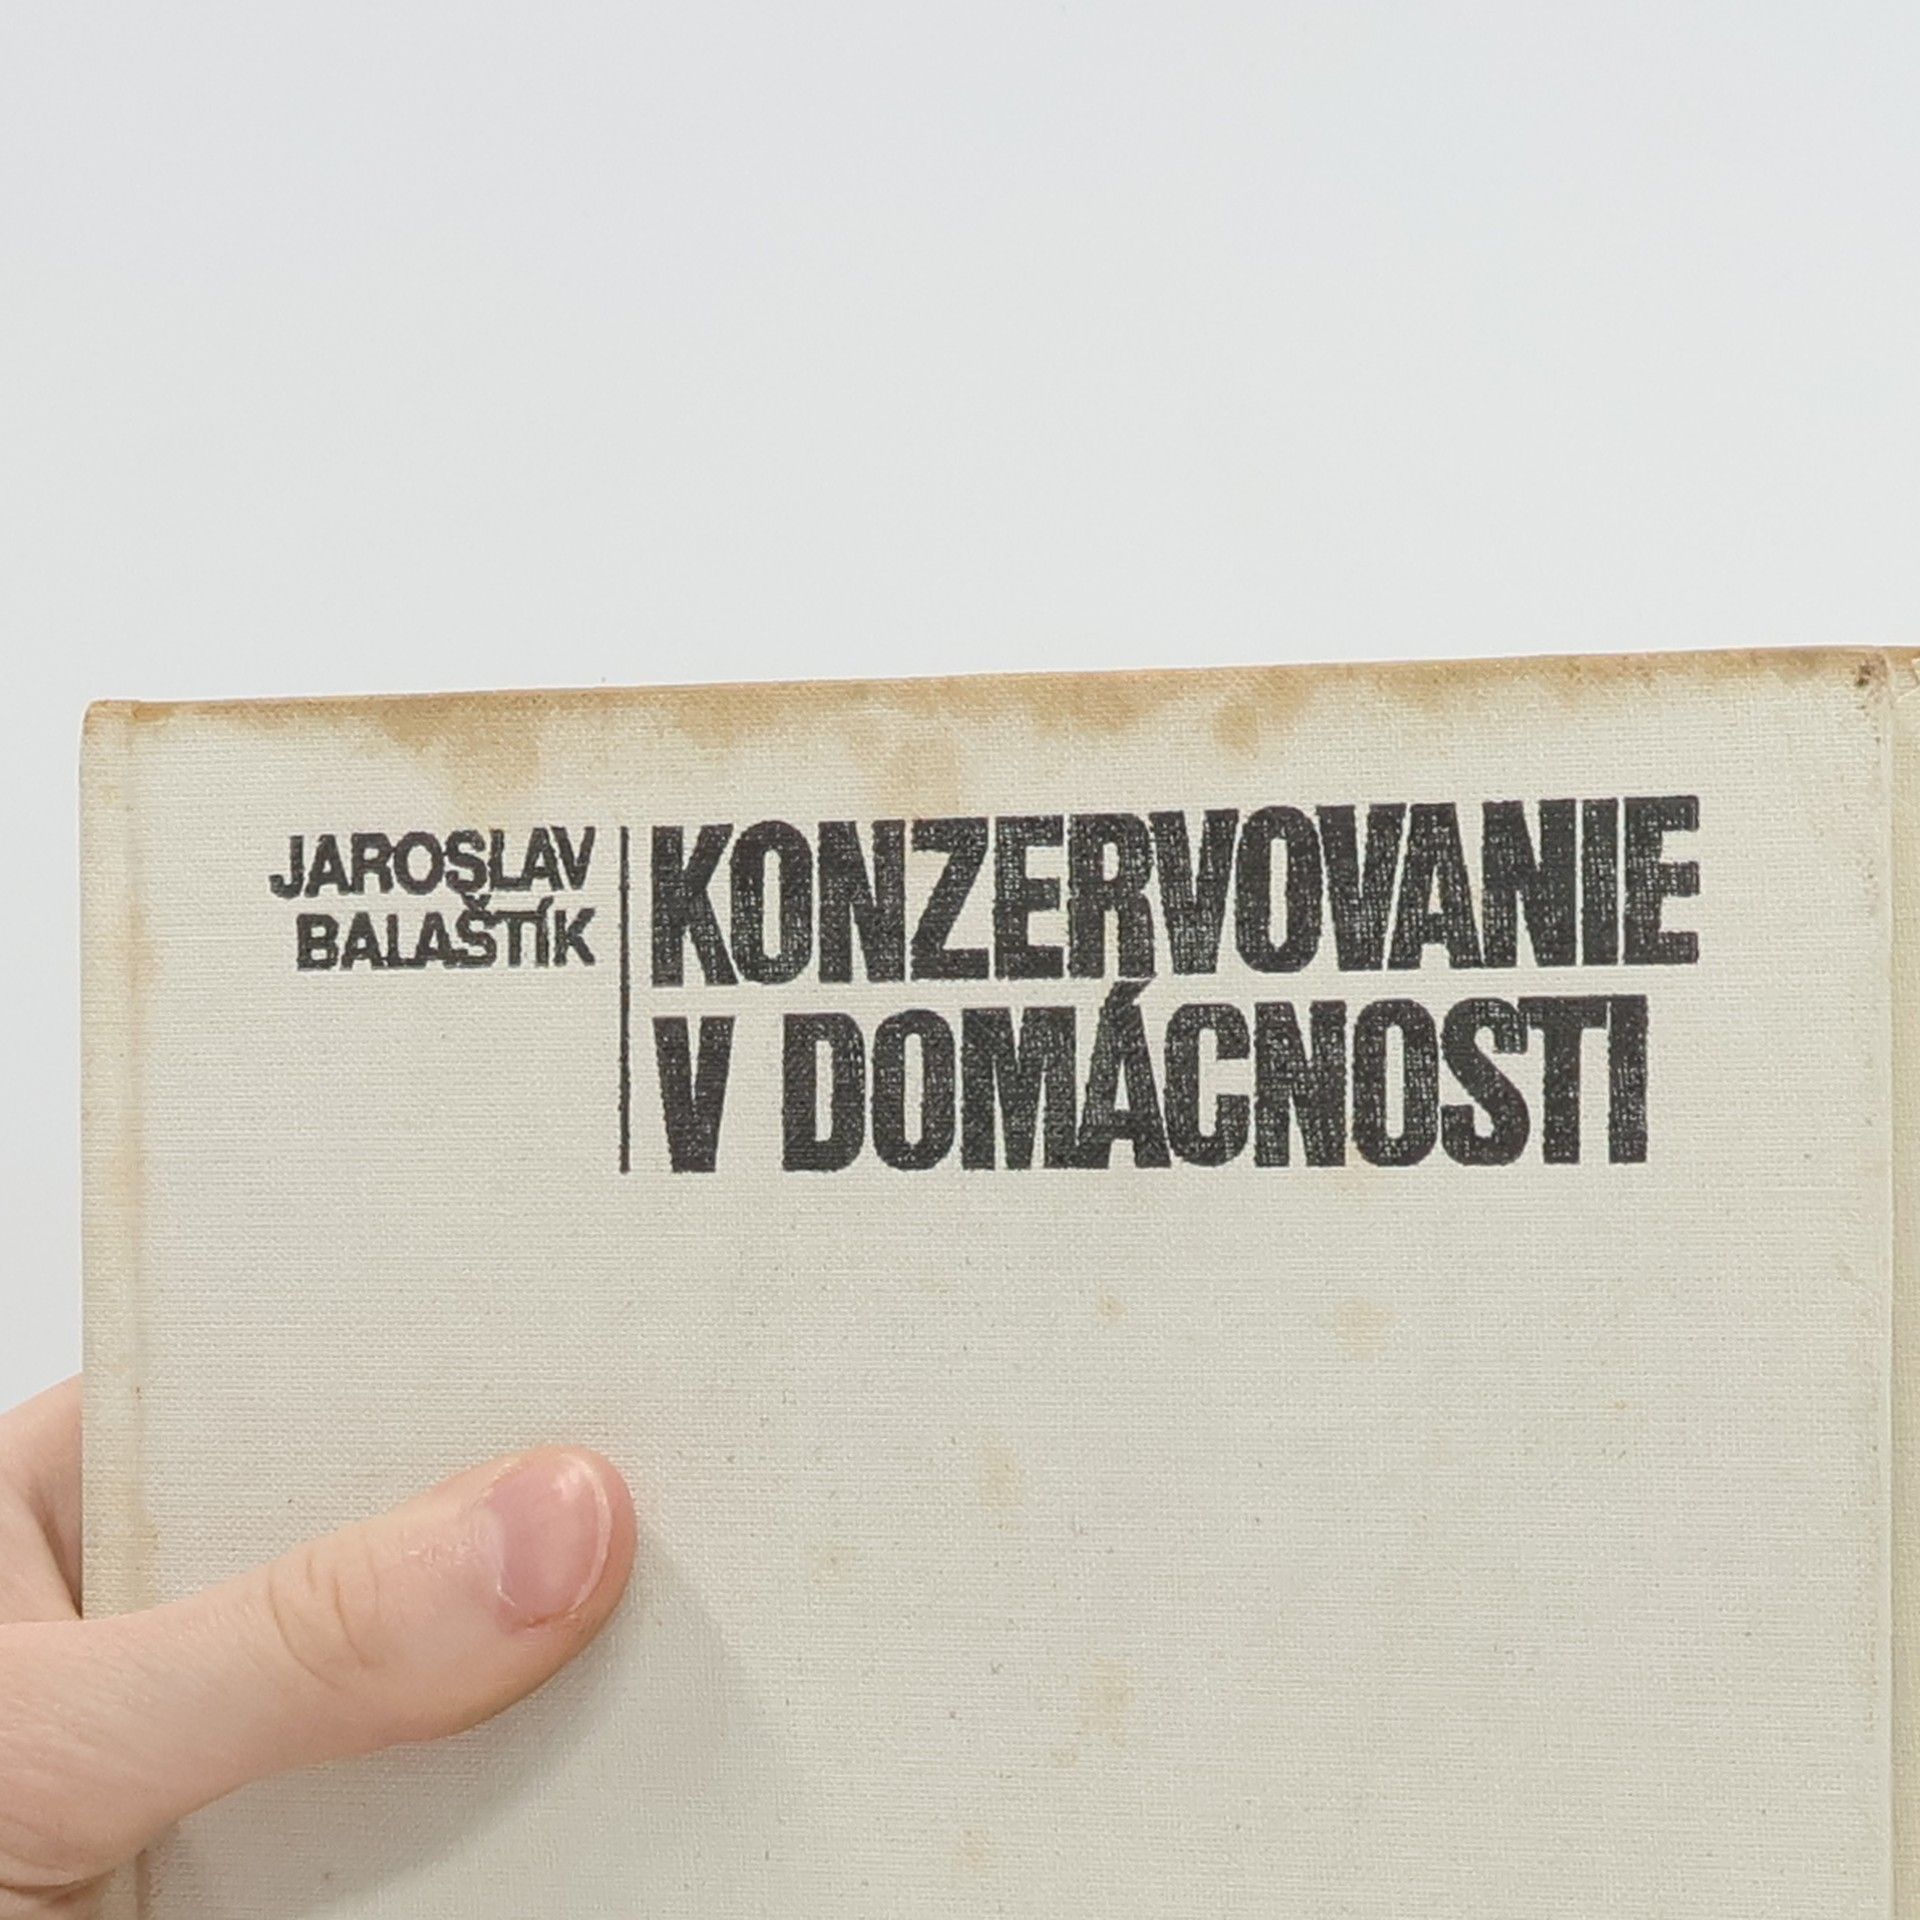 JAROSLAV
BALAŠTÍK
KONZERVOVANIE
V DOMÁCNOSTI